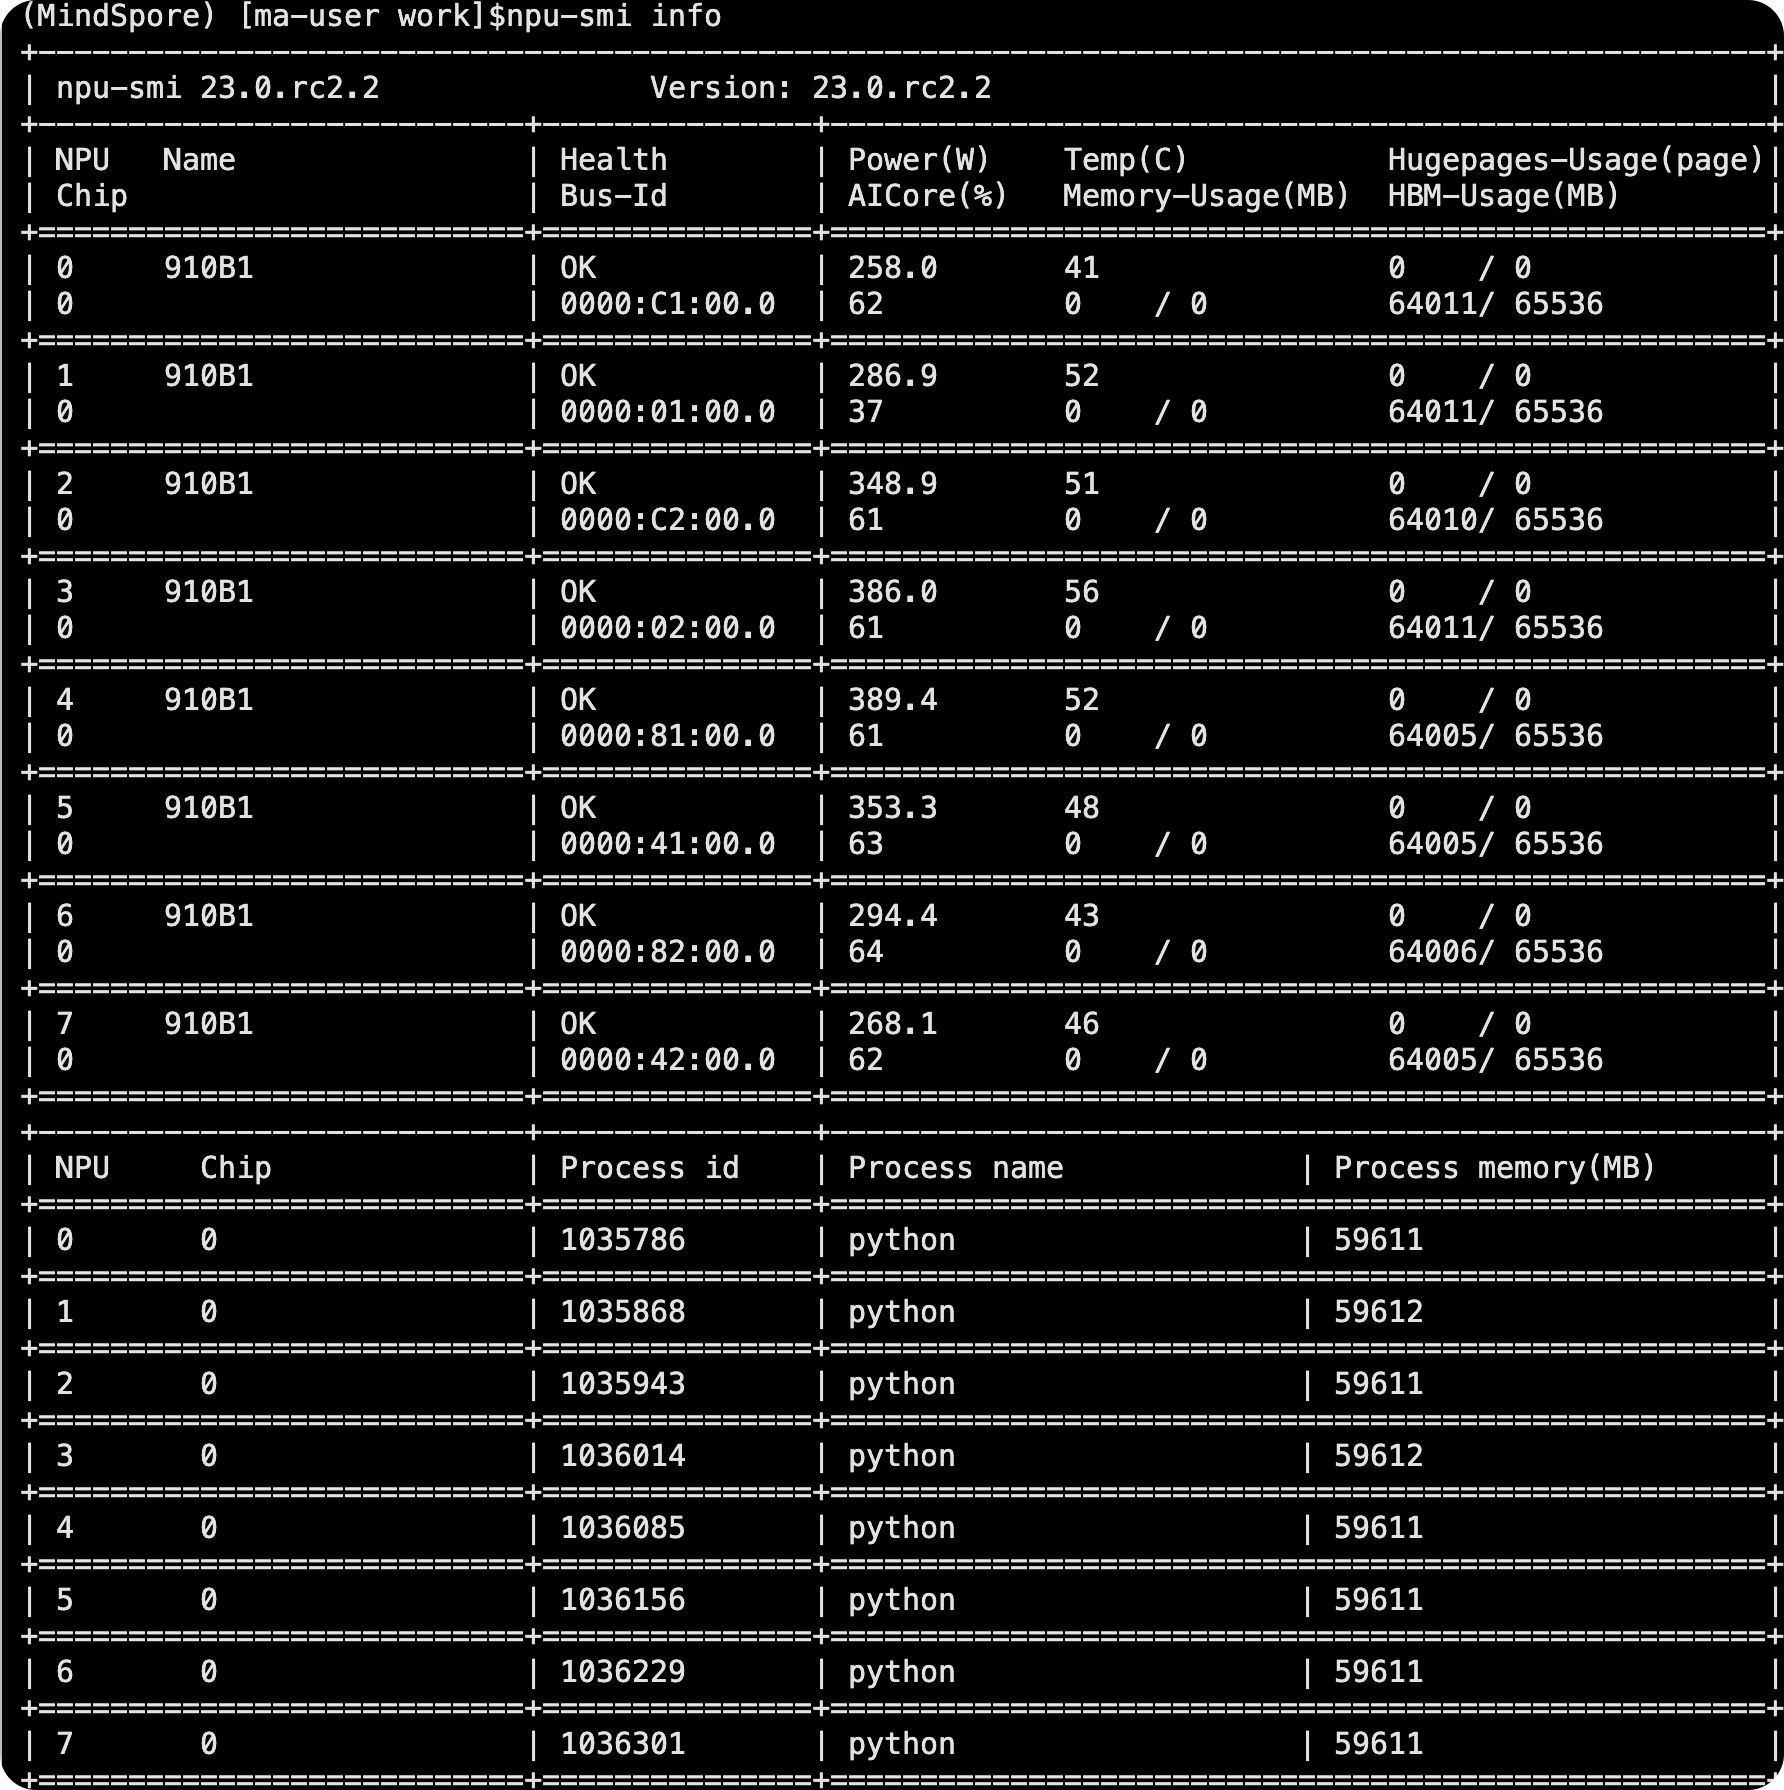 (MindSpore) [ma-user work]$npu-smi info
+------------------------------------------------------------------------------------------------+
| npu-smi 23.0.rc2.2               Version: 23.0.rc2.2                                           |
+---------------------------+---------------+----------------------------------------------------+
| NPU   Name                | Health        | Power(W)    Temp(C)           Hugepages-Usage(page)|
| Chip                      | Bus-Id        | AICore(%)   Memory-Usage(MB)  HBM-Usage(MB)        |
+===========================+===============+====================================================+
| 0     910B1               | OK            | 258.0       41                0    / 0             |
| 0                         | 0000:C1:00.0  | 62          0    / 0          64011/ 65536         |
+===========================+===============+====================================================+
| 1     910B1               | OK            | 286.9       52                0    / 0             |
| 0                         | 0000:01:00.0  | 37          0    / 0          64011/ 65536         |
+===========================+===============+====================================================+
| 2     910B1               | OK            | 348.9       51                0    / 0             |
| 0                         | 0000:C2:00.0  | 61          0    / 0          64010/ 65536         |
+===========================+===============+====================================================+
| 3     910B1               | OK            | 386.0       56                0    / 0             |
| 0                         | 0000:02:00.0  | 61          0    / 0          64011/ 65536         |
+===========================+===============+====================================================+
| 4     910B1               | OK            | 389.4       52                0    / 0             |
| 0                         | 0000:81:00.0  | 61          0    / 0          64005/ 65536         |
+===========================+===============+====================================================+
| 5     910B1               | OK            | 353.3       48                0    / 0             |
| 0                         | 0000:41:00.0  | 63          0    / 0          64005/ 65536         |
+===========================+===============+====================================================+
| 6     910B1               | OK            | 294.4       43                0    / 0             |
| 0                         | 0000:82:00.0  | 64          0    / 0          64006/ 65536         |
+===========================+===============+====================================================+
| 7     910B1               | OK            | 268.1       46                0    / 0             |
| 0                         | 0000:42:00.0  | 62          0    / 0          64005/ 65536         |
+===========================+===============+====================================================+
+---------------------------+---------------+----------------------------------------------------+
| NPU     Chip              | Process id    | Process name             | Process memory(MB)      |
+===========================+===============+====================================================+
| 0       0                 | 1035786       | python                   | 59611                   |
+===========================+===============+====================================================+
| 1       0                 | 1035868       | python                   | 59612                   |
+===========================+===============+====================================================+
| 2       0                 | 1035943       | python                   | 59611                   |
+===========================+===============+====================================================+
| 3       0                 | 1036014       | python                   | 59612                   |
+===========================+===============+====================================================+
| 4       0                 | 1036085       | python                   | 59611                   |
+===========================+===============+====================================================+
| 5       0                 | 1036156       | python                   | 59611                   |
+===========================+===============+====================================================+
| 6       0                 | 1036229       | python                   | 59611                   |
+===========================+===============+====================================================+
| 7       0                 | 1036301       | python                   | 59611                   |
+===========================+===============+====================================================+